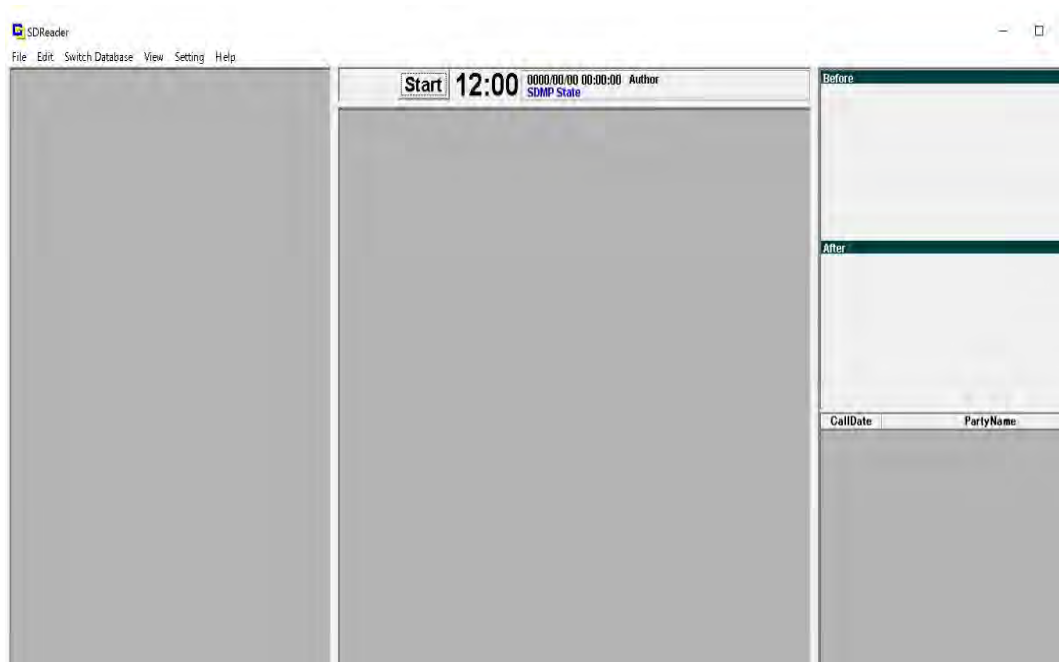 SDReader
File Edit Switch Database View Setting Help
Start 12:00 0000/00/00 00:00:00 Author
SDMP State
Before
After
CallDate PartyName